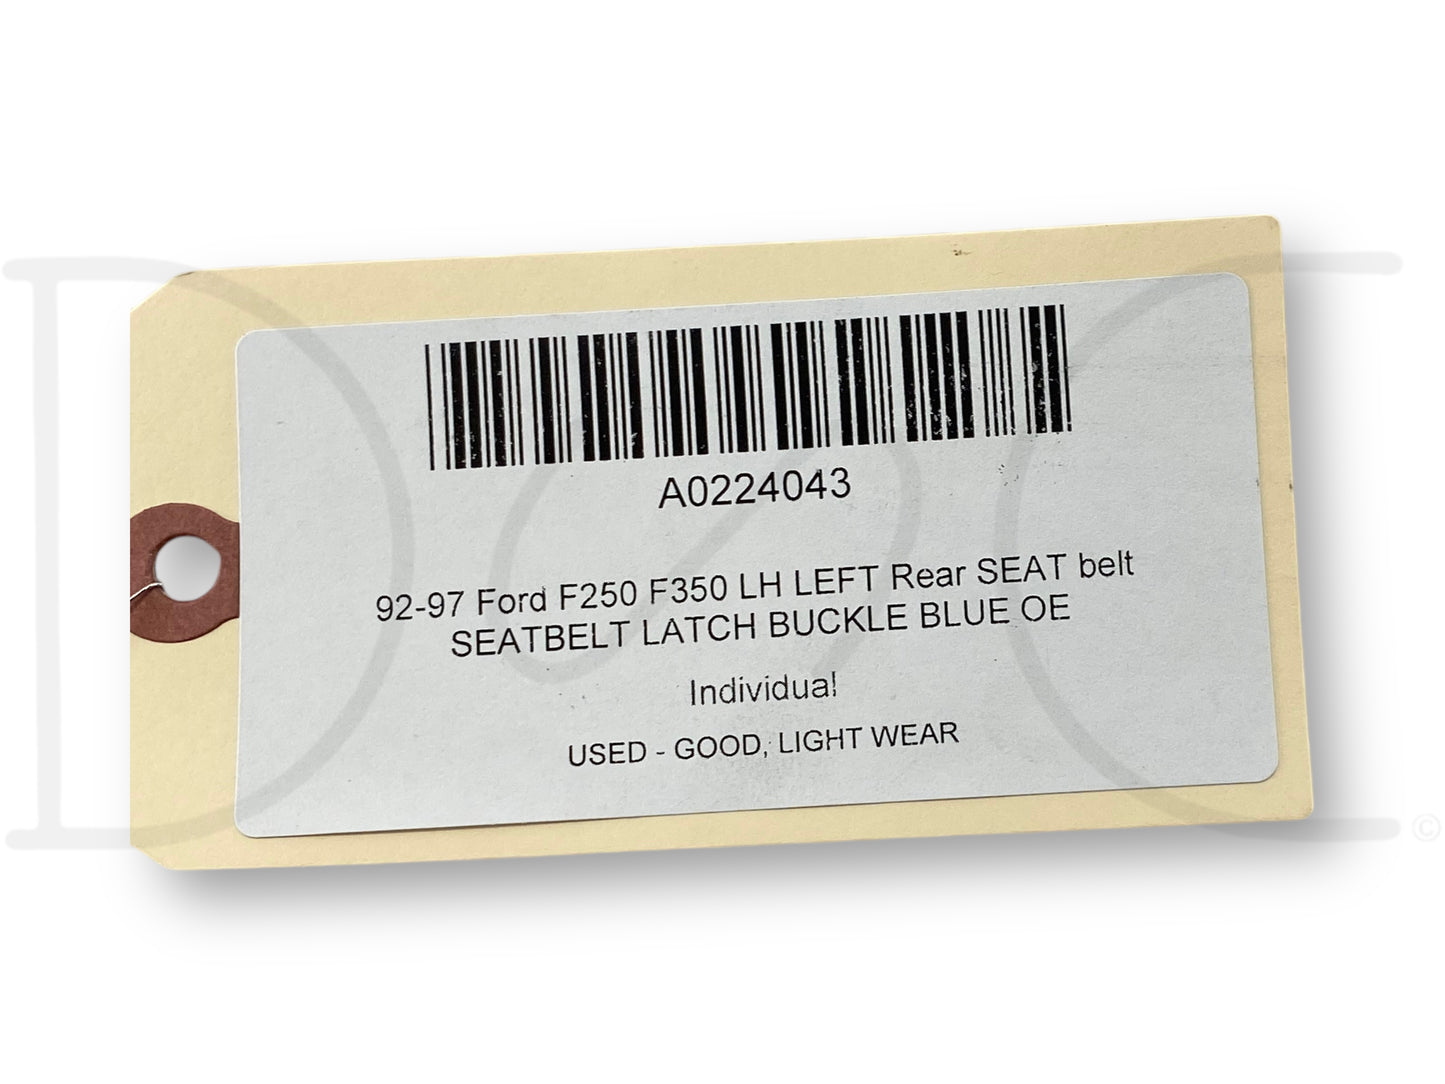 A0224043
92-97 Ford F250 F350 LH LEFT Rear SEAT belt
SEATBELT LATCH BUCKLE BLUE OE
Individual
USED - GOOD, LIGHT WEAR
D & C
©